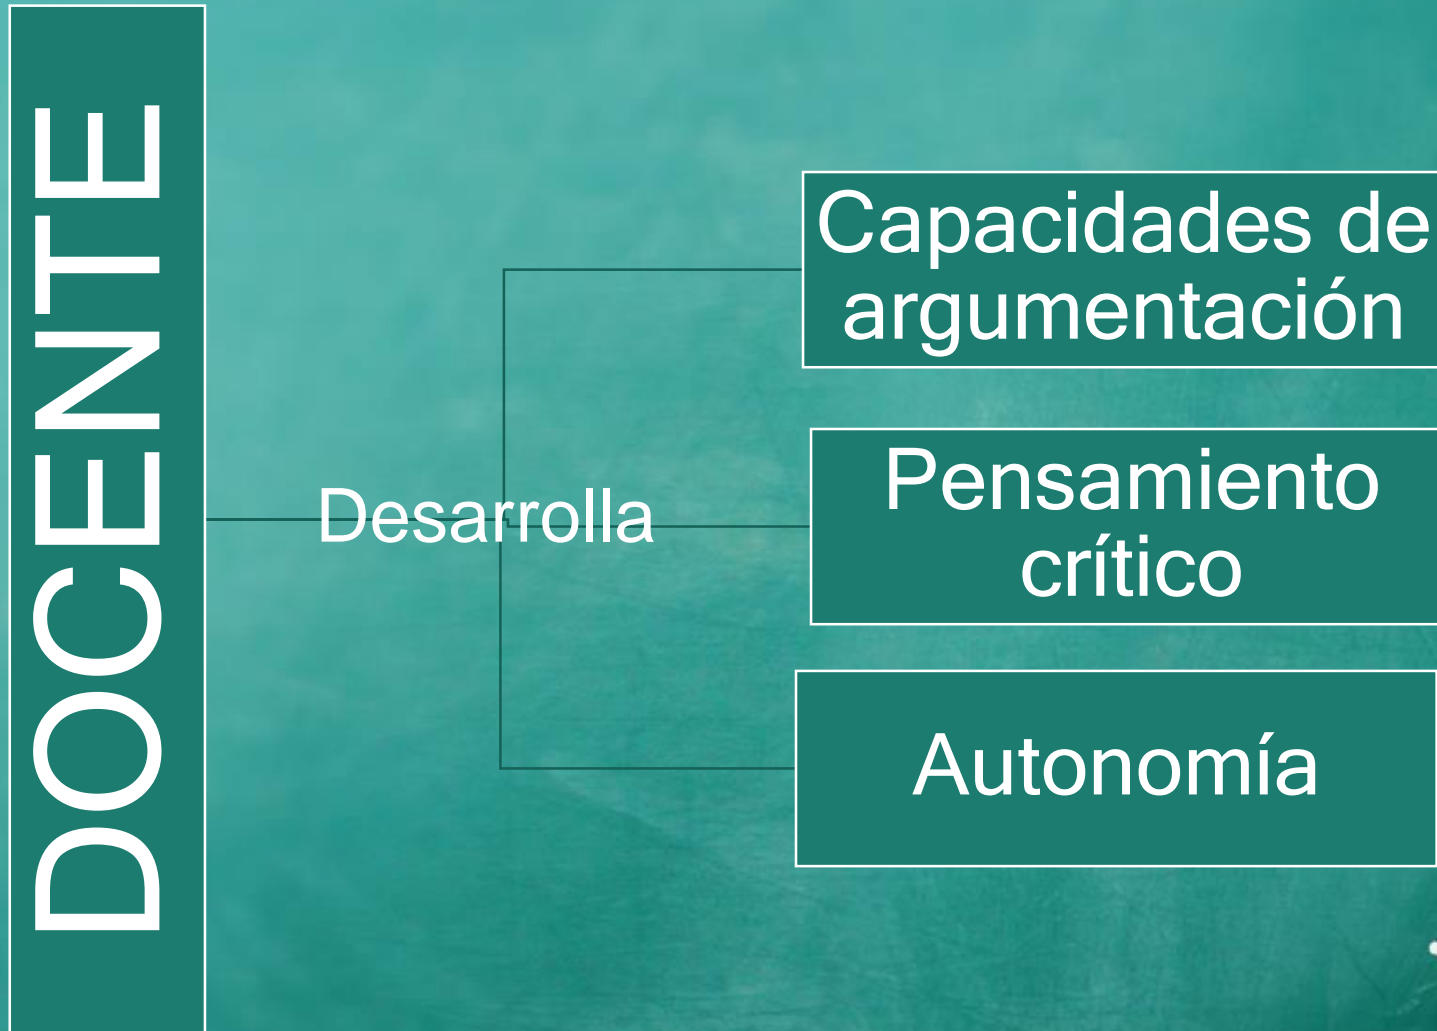 DOCENTE
Desarrolla
Capacidades de
argumentación
Pensamiento
crítico
Autonomía